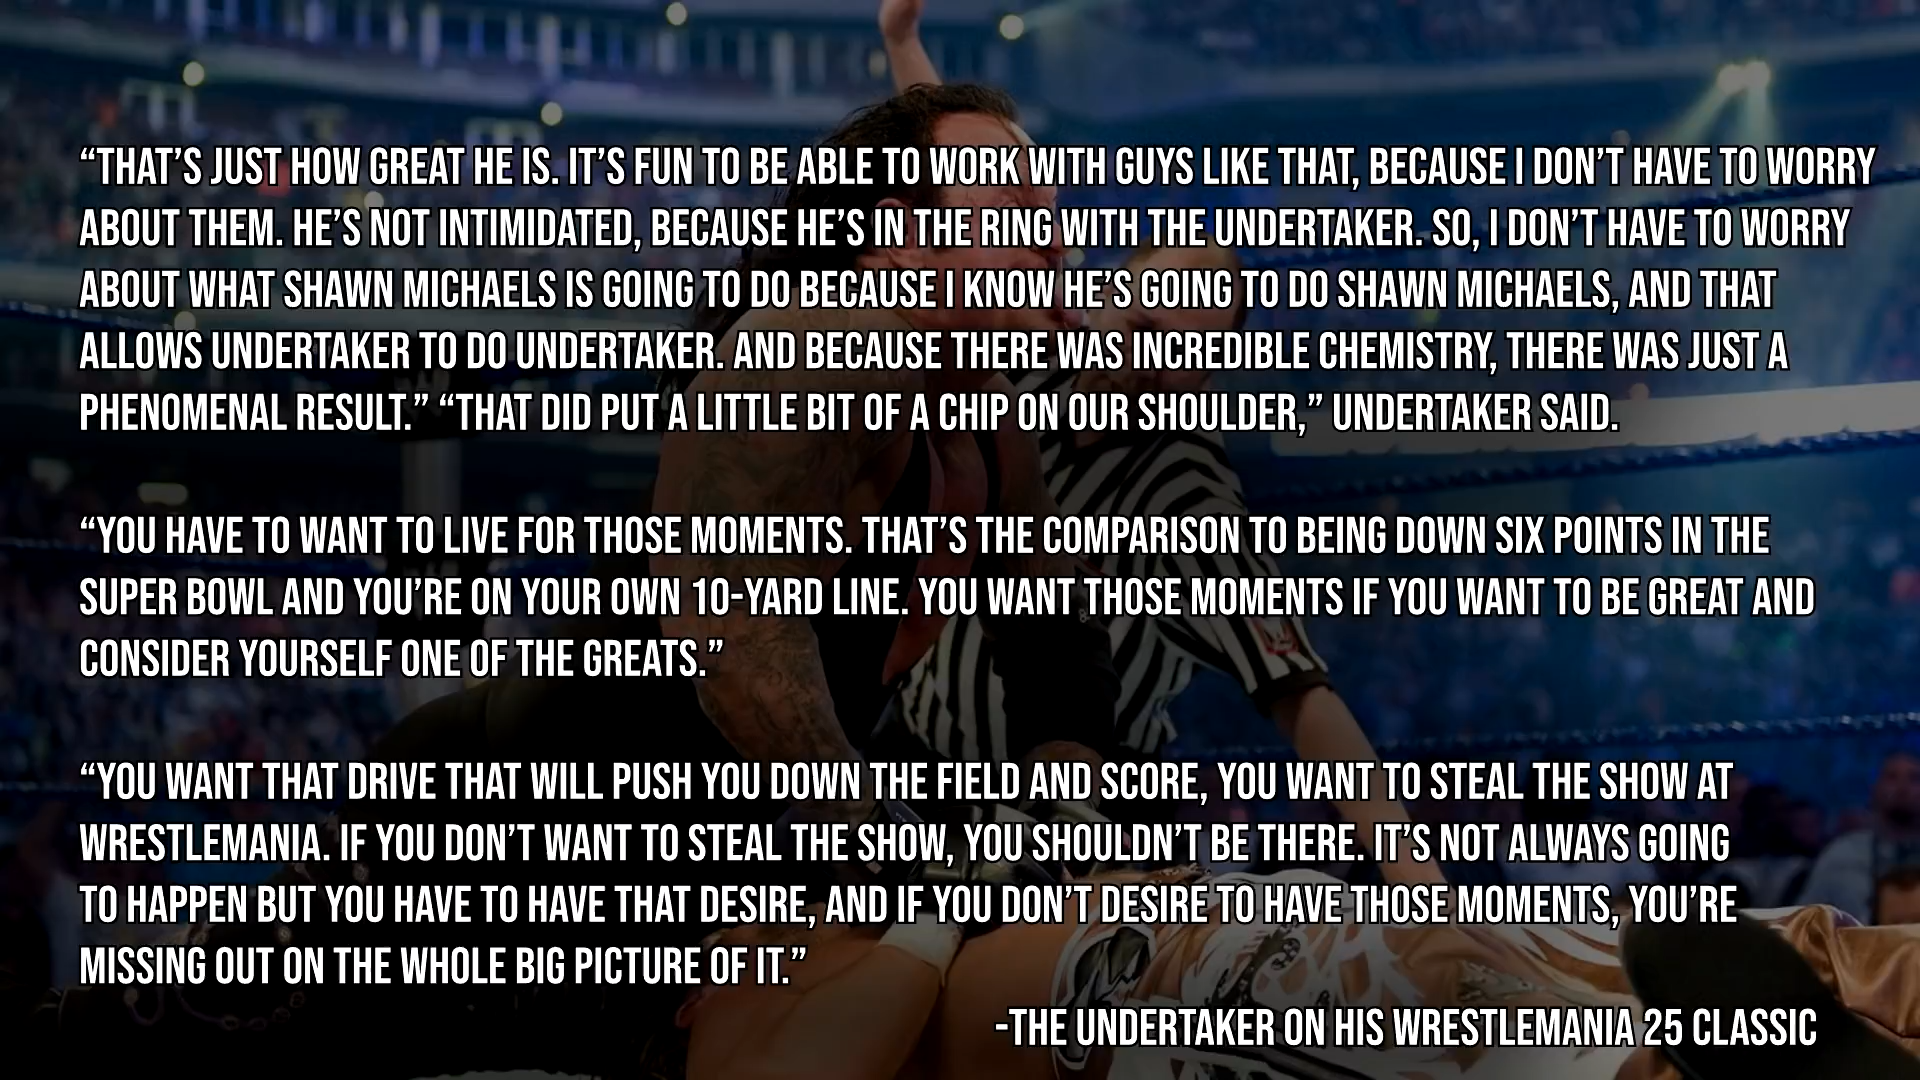 “THAT’S JUST HOW GREAT HE IS. IT’S FUN TO BE ABLE TO WORK WITH GUYS LIKE THAT, BECAUSE I DON’T HAVE TO WORRY
ABOUT THEM. HE’S NOT INTIMIDATED, BECAUSE HE’S IN THE RING WITH THE UNDERTAKER. SO, I DON’T HAVE TO WORRY
ABOUT WHAT SHAWN MICHAELS IS GOING TO DO BECAUSE I KNOW HE’S GOING TO DO SHAWN MICHAELS, AND THAT
ALLOWS UNDERTAKER TO DO UNDERTAKER. AND BECAUSE THERE WAS INCREDIBLE CHEMISTRY, THERE WAS JUST A
PHENOMENAL RESULT.” “THAT DID PUT A LITTLE BIT OF A CHIP ON OUR SHOULDER,” UNDERTAKER SAID.
“YOU HAVE TO WANT TO LIVE FOR THOSE MOMENTS. THAT’S THE COMPARISON TO BEING DOWN SIX POINTS IN THE
SUPER BOWL AND YOU’RE ON YOUR OWN 10-YARD LINE. YOU WANT THOSE MOMENTS IF YOU WANT TO BE GREAT AND
CONSIDER YOURSELF ONE OF THE GREATS.”
“YOU WANT THAT DRIVE THAT WILL PUSH YOU DOWN THE FIELD AND SCORE, YOU WANT TO STEAL THE SHOW AT
WRESTLEMANIA. IF YOU DON’T WANT TO STEAL THE SHOW, YOU SHOULDN’T BE THERE. IT’S NOT ALWAYS GOING
TO HAPPEN BUT YOU HAVE TO HAVE THAT DESIRE, AND IF YOU DON’T DESIRE TO HAVE THOSE MOMENTS, YOU’RE
MISSING OUT ON THE WHOLE BIG PICTURE OF IT.”
-THE UNDERTAKER ON HIS WRESTLEMANIA 25 CLASSIC